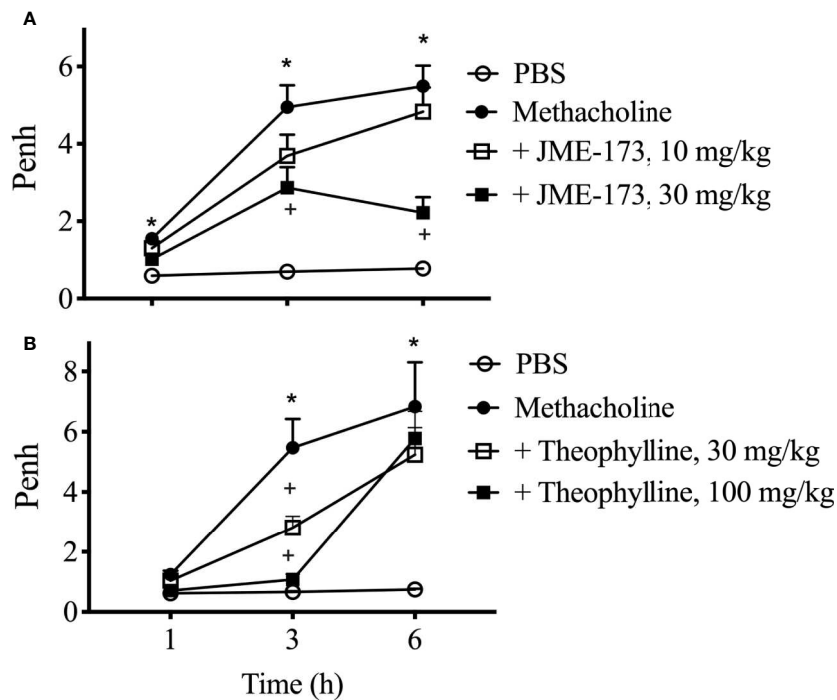 A
Penh
6
4
2
0
*
*
*
+
+
PBS
Methacholine
+ JME-173, 10 mg/kg
+ JME-173, 30 mg/kg
B
Penh
8
6
4
2
0
*
*
+
+
PBS
Methacholine
+ Theophylline, 30 mg/kg
+ Theophylline, 100 mg/kg
1 3 6
Time (h)